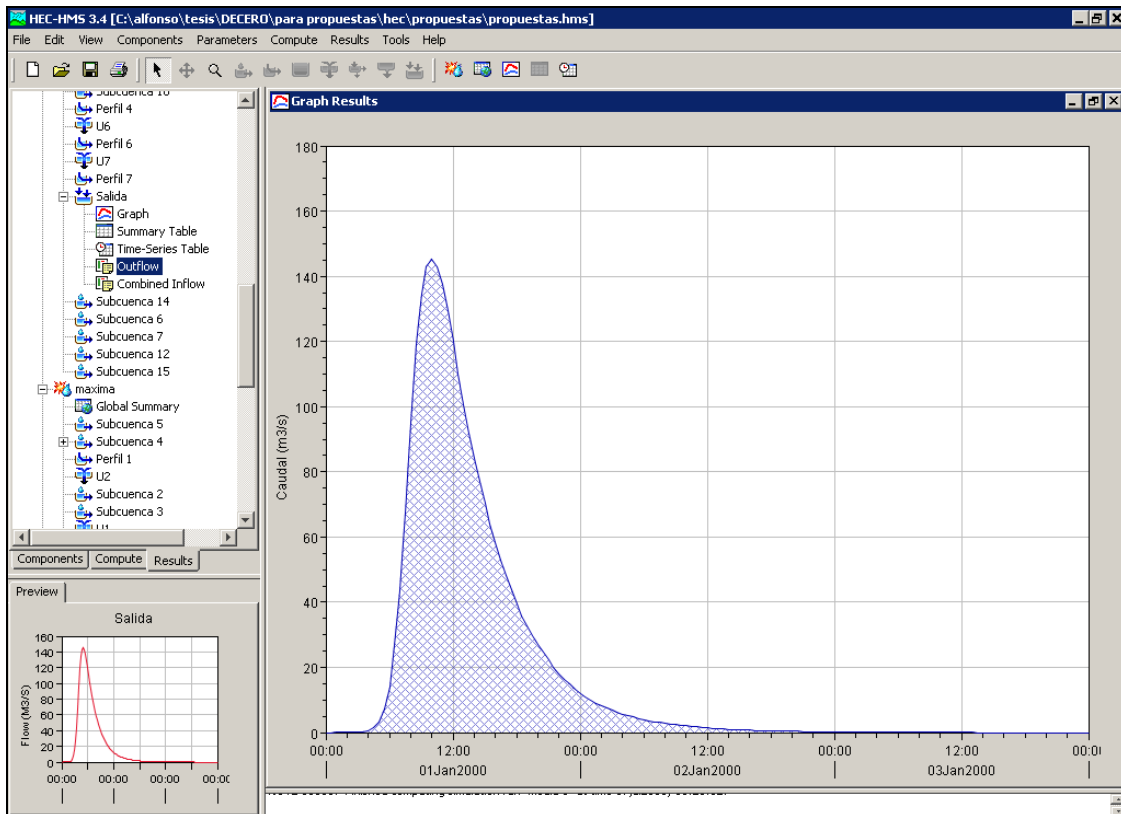 HEC-HMS 3.4 [C:\alfonso\tesis\DECERO\para propuestas\hec\propuestas\propuestas.hms]
File Edit View Components Parameters Compute Results Tools Help
Subcuenca 10
Perfil 4
U6
Perfil 6
U7
Perfil 7
Salida
Graph
Summary Table
Time-Series Table
Outflow
Combined Inflow
Subcuenca 14
Subcuenca 6
Subcuenca 7
Subcuenca 12
Subcuenca 15
maxima
Global Summary
Subcuenca 5
Subcuenca 4
Perfil 1
U2
Subcuenca 2
Subcuenca 3
U1
Components Compute Results
Preview
Salida
Flow (M3/S)
160
140
120
100
80
60
40
20
0
00:00 00:00 00:00 00:0
Graph Results
Caudal (m3/s)
180
160
140
120
100
80
60
40
20
0
00:00 12:00 00:00 12:00 00:00 12:00 00:0
01Jan2000 02Jan2000 03Jan2000